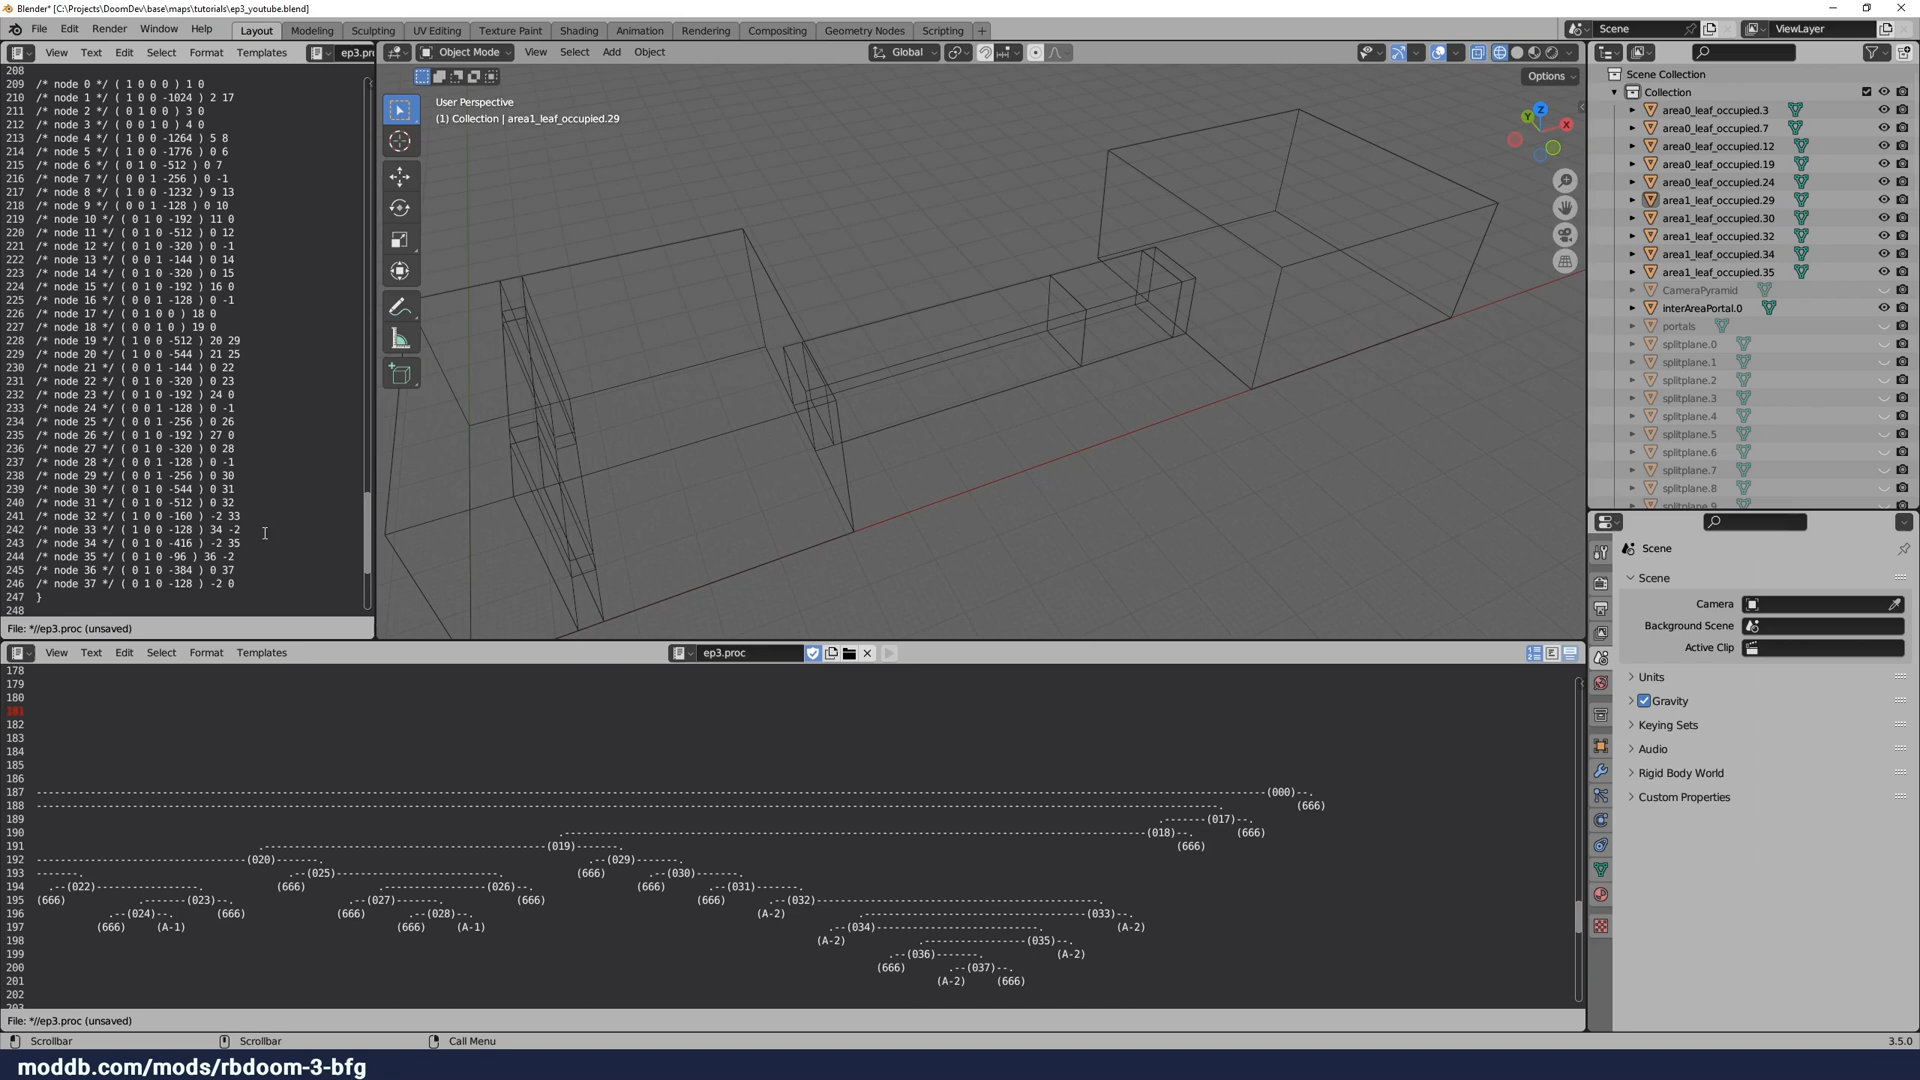 Blender* [C:\Projects\DoomDev\base\maps\tutorials\ep3_youtube.blend]
File Edit Render Window Help Layout Modeling Sculpting UV Editing Texture Paint Shading Animation Rendering Compositing Geometry Nodes Scripting + Scene ViewLayer
View Text Edit Select Format Templates ep3.pr
Object Mode View Select Add Object Global
Options
208
209 /* node 0 */ ( 1 0 0 0 ) 1 0
210 /* node 1 */ ( 1 0 0 -1024 ) 2 17
211 /* node 2 */ ( 0 1 0 0 ) 3 0
212 /* node 3 */ ( 0 0 1 0 ) 4 0
213 /* node 4 */ ( 1 0 0 -1264 ) 5 8
214 /* node 5 */ ( 1 0 0 -1776 ) 0 6
215 /* node 6 */ ( 0 1 0 -512 ) 0 7
216 /* node 7 */ ( 0 0 1 -256 ) 0 -1
217 /* node 8 */ ( 1 0 0 -1232 ) 9 13
218 /* node 9 */ ( 0 0 1 -128 ) 0 10
219 /* node 10 */ ( 0 1 0 -192 ) 11 0
220 /* node 11 */ ( 0 1 0 -512 ) 0 12
221 /* node 12 */ ( 0 1 0 -320 ) 0 -1
222 /* node 13 */ ( 0 0 1 -144 ) 0 14
223 /* node 14 */ ( 0 1 0 -320 ) 0 15
224 /* node 15 */ ( 0 1 0 -192 ) 16 0
225 /* node 16 */ ( 0 0 1 -128 ) 0 -1
226 /* node 17 */ ( 0 1 0 0 ) 18 0
227 /* node 18 */ ( 0 0 1 0 ) 19 0
228 /* node 19 */ ( 1 0 0 -512 ) 20 29
229 /* node 20 */ ( 1 0 0 -544 ) 21 25
230 /* node 21 */ ( 0 0 1 -144 ) 0 22
231 /* node 22 */ ( 0 1 0 -320 ) 0 23
232 /* node 23 */ ( 0 1 0 -192 ) 24 0
233 /* node 24 */ ( 0 0 1 -128 ) 0 -1
234 /* node 25 */ ( 0 0 1 -256 ) 0 26
235 /* node 26 */ ( 0 1 0 -192 ) 27 0
236 /* node 27 */ ( 0 1 0 -320 ) 0 28
237 /* node 28 */ ( 0 0 1 -128 ) 0 -1
238 /* node 29 */ ( 0 0 1 -256 ) 0 30
239 /* node 30 */ ( 0 1 0 -544 ) 0 31
240 /* node 31 */ ( 0 1 0 -512 ) 0 32
241 /* node 32 */ ( 1 0 0 -160 ) -2 33
242 /* node 33 */ ( 1 0 0 -128 ) 34 -2
243 /* node 34 */ ( 0 1 0 -416 ) -2 35
244 /* node 35 */ ( 0 1 0 -96 ) 36 -2
245 /* node 36 */ ( 0 1 0 -384 ) 0 37
246 /* node 37 */ ( 0 1 0 -128 ) -2 0
247 }
248
File: *//ep3.proc (unsaved)
User Perspective
(1) Collection | area1_leaf_occupied.29
Z
Y
X
Scene Collection
Collection
area0_leaf_occupied.3
area0_leaf_occupied.7
area0_leaf_occupied.12
area0_leaf_occupied.19
area0_leaf_occupied.24
area1_leaf_occupied.29
area1_leaf_occupied.30
area1_leaf_occupied.32
area1_leaf_occupied.34
area1_leaf_occupied.35
CameraPyramid
interAreaPortal.0
portals
splitplane.0
splitplane.1
splitplane.2
splitplane.3
splitplane.4
splitplane.5
splitplane.6
splitplane.7
splitplane.8
splitplane.9
Scene
Scene
Camera
Background Scene
Active Clip
Units
Gravity
Keying Sets
Audio
Rigid Body World
Custom Properties
View Text Edit Select Format Templates ep3.proc
178
179
180
181
182
183
184
185
186
187 ---(000)--.
188 ---. (666)
189 .------(017)--.
190 .---(018)--. (666)
191 .---(019)-------. (666)
192 ---(020)-------. .--(029)-------.
193 -------. .--(025)---. (666) .--(030)-------.
194 .--(022)---. (666) .---(026)--. (666) .--(031)-------.
195 (666) .-------(023)--. .--(027)-------. (666) (666) .--(032)---.
196 .--(024)--. (666) (666) .--(028)--. (A-2) .---(033)--.
197 (666) (A-1) (666) (A-1) .--(034)---. (A-2)
198 (A-2) .---(035)--.
199 .--(036)-------. (A-2)
200 (666) .--(037)--.
201 (A-2) (666)
202
203
File: *//ep3.proc (unsaved)
Scrollbar Scrollbar Call Menu 3.5.0
moddb.com/mods/rbdoom-3-bfg